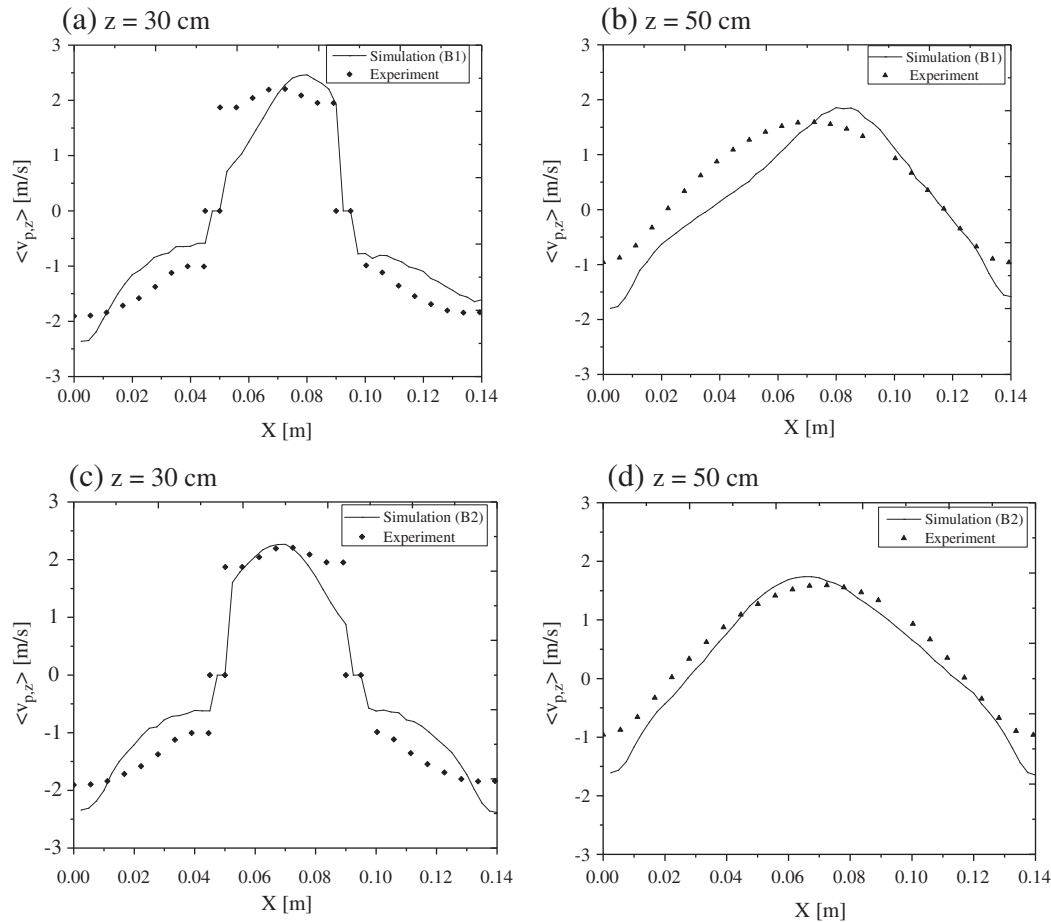 (a) z = 30 cm
3
2
1
0
-1
-2
-3
<v_{p,z}> [m/s]
Simulation (B1)
Experiment
0.00 0.02 0.04 0.06 0.08 0.10 0.12 0.14
X [m]
(b) z = 50 cm
3
2
1
0
-1
-2
-3
<v_{p,z}> [m/s]
Simulation (B1)
Experiment
0.00 0.02 0.04 0.06 0.08 0.10 0.12 0.14
X [m]
(c) z = 30 cm
3
2
1
0
-1
-2
-3
<v_{p,z}> [m/s]
Simulation (B2)
Experiment
0.00 0.02 0.04 0.06 0.08 0.10 0.12 0.14
X [m]
(d) z = 50 cm
3
2
1
0
-1
-2
-3
<v_{p,z}> [m/s]
Simulation (B2)
Experiment
0.00 0.02 0.04 0.06 0.08 0.10 0.12 0.14
X [m]